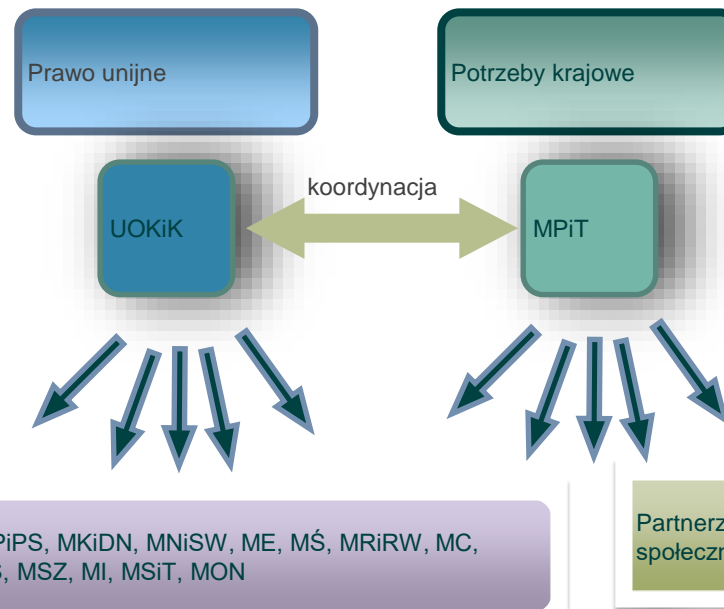 Prawo unijne
Potrzeby krajowe
koordynacja
UOKiK
MPiT
MKiDN, MNiSW, ME, MŚ, MRiRW, MC,
MSZ, MI, MSiT, MON
Partnerz
społeczn